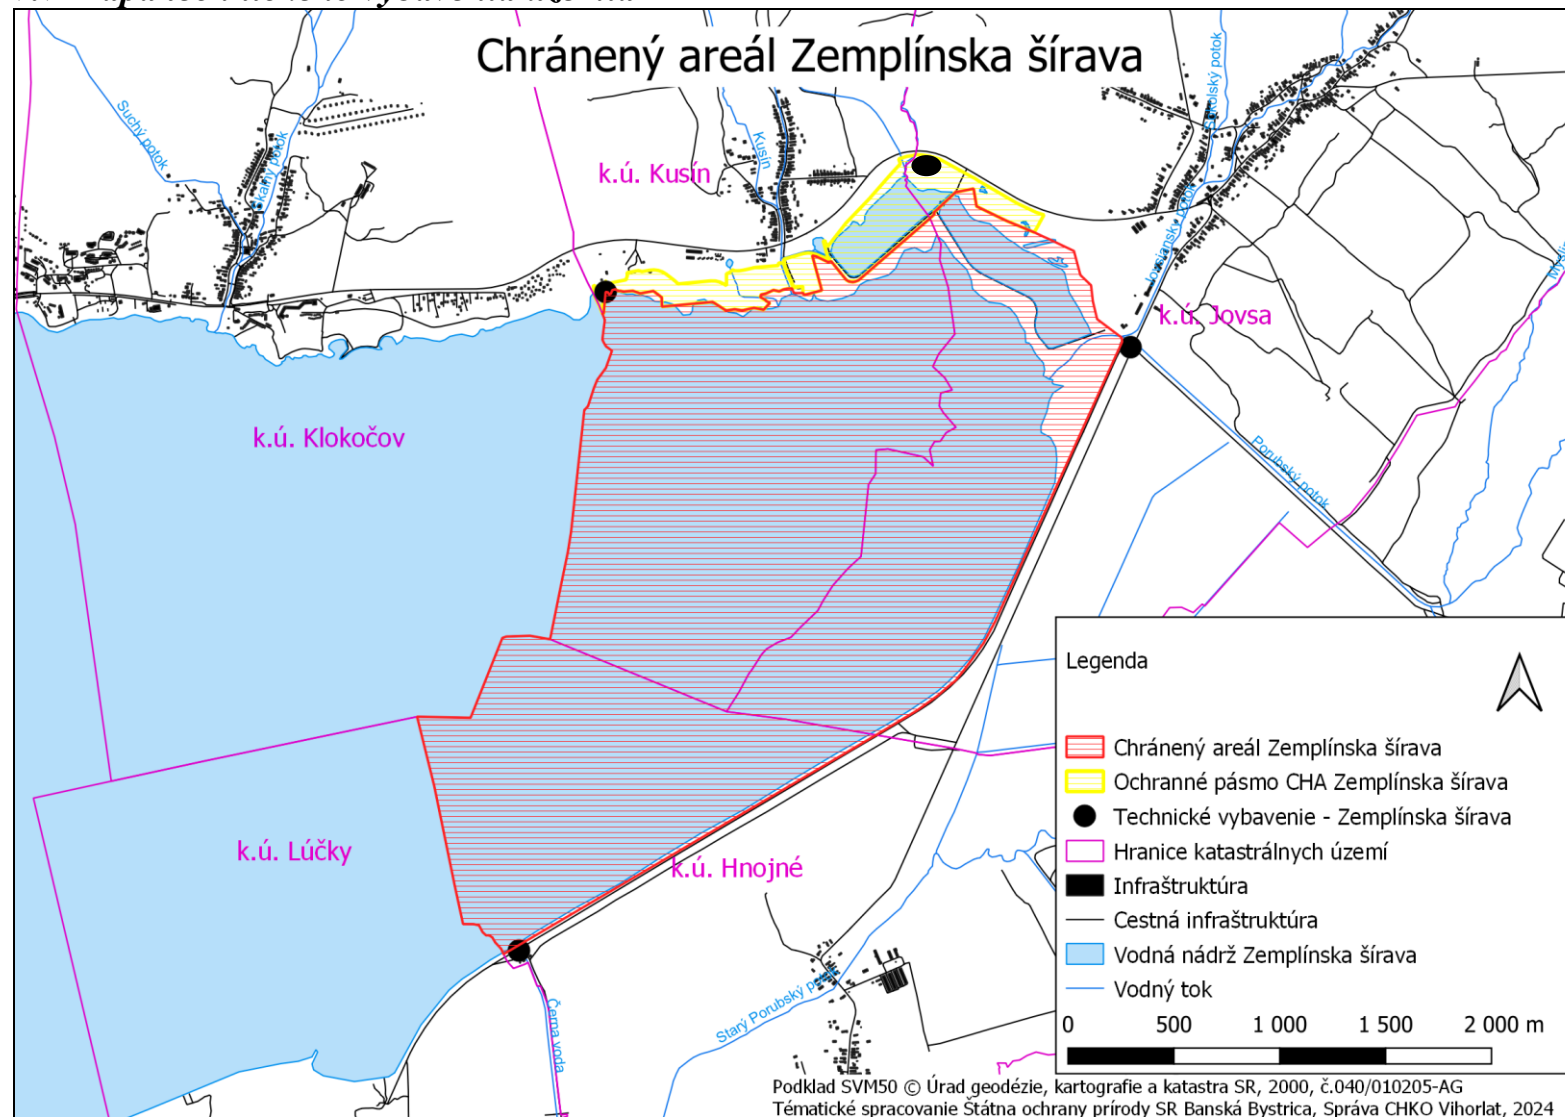 Chránený areál Zemplínska šírava
Suchý potok
Kusín
k.ú. Kusín
Jovsiansky potok
k.ú. Jovsa
k.ú. Klokočov
Porubský potok
k.ú. Lúčky
k.ú. Hnojné
Starý Porubský
Čierna voda
Legenda
Chránený areál Zemplínska šírava
Ochranné pásmo CHA Zemplínska šírava
Technické vybavenie - Zemplínska šírava
Hranice katastrálnych území
Infraštruktúra
Cestná infraštruktúra
Vodná nádrž Zemplínska šírava
Vodný tok
0 500 1 000 1 500 2 000 m
Podklad SVM50 © Úrad geodézie, kartografie a katastra SR, 2000, č.040/010205-AG
Tématické spracovanie Štátna ochrany prírody SR Banská Bystrica, Správa CHKO Vihorlat, 2024